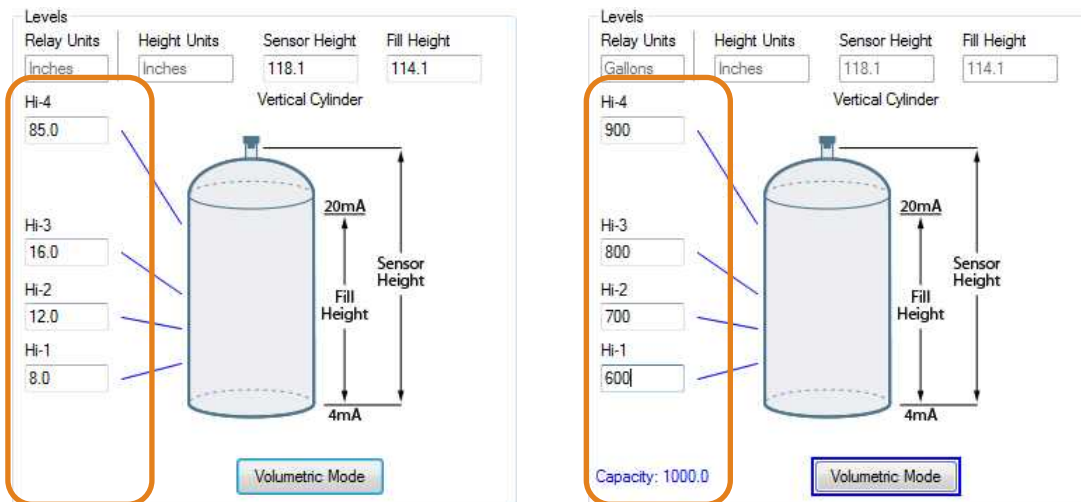 Levels
Relay Units Height Units Sensor Height Fill Height
Inches Inches 118.1 114.1
Hi-4 Vertical Cylinder
85.0
20mA
Hi-3
16.0
Sensor
Height
Hi-2
Fill
Height
12.0
Hi-1
8.0
4mA
Volumetric Mode
Levels
Relay Units Height Units Sensor Height Fill Height
Gallons Inches 118.1 114.1
Hi-4 Vertical Cylinder
900
20mA
Hi-3
800
Sensor
Height
Hi-2
Fill
Height
700
Hi-1
600
4mA
Capacity: 1000.0 Volumetric Mode